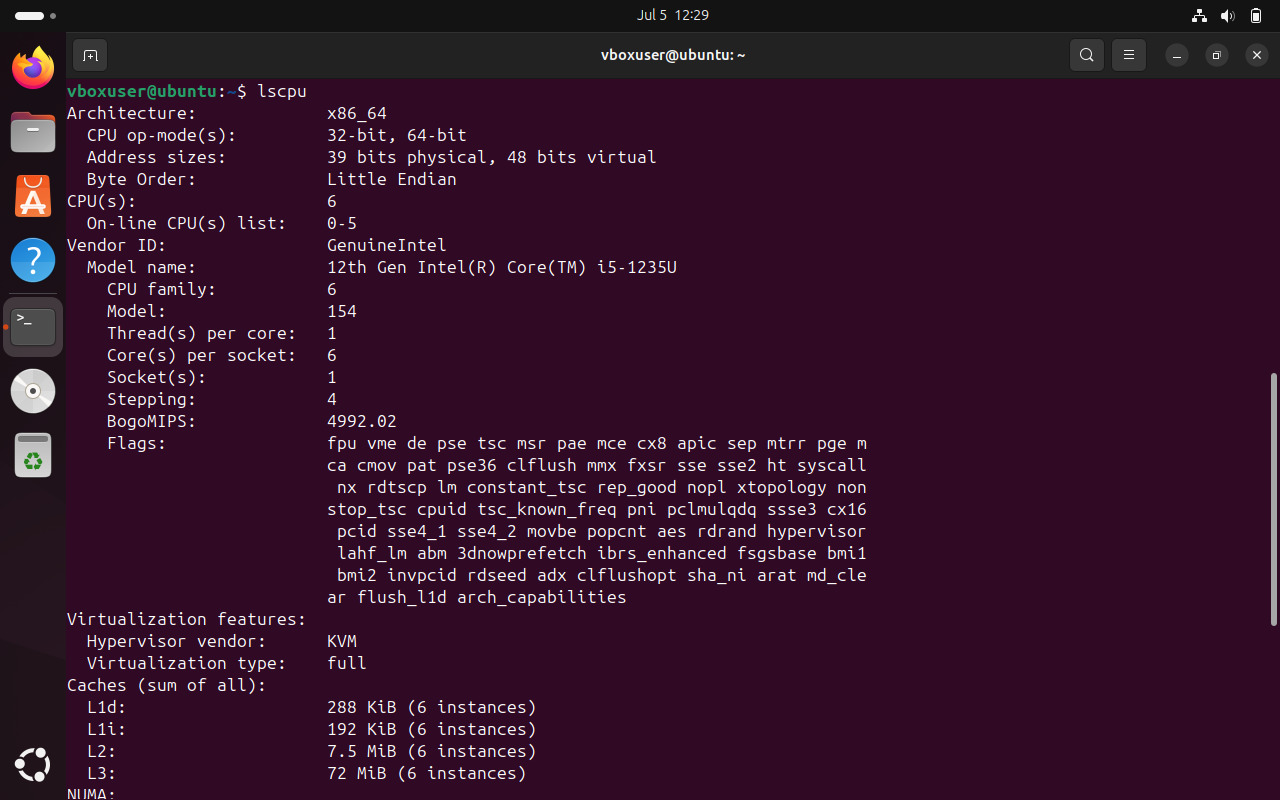 Jul 5 12:29
vboxuser@ubuntu: ~
vboxuser@ubuntu:~$ lscpu
Architecture: x86_64
CPU op-mode(s): 32-bit, 64-bit
Address sizes: 39 bits physical, 48 bits virtual
Byte Order: Little Endian
CPU(s): 6
On-line CPU(s) list: 0-5
Vendor ID: GenuineIntel
Model name: 12th Gen Intel(R) Core(TM) i5-1235U
CPU family: 6
Model: 154
Thread(s) per core: 1
Core(s) per socket: 6
Socket(s): 1
Stepping: 4
BogoMIPS: 4992.02
Flags: fpu vme de pse tsc msr pae mce cx8 apic sep mtrr pge m
ca cmov pat pse36 clflush mmx fxsr sse sse2 ht syscall
nx rdtscp lm constant_tsc rep_good nopl xtopology non
stop_tsc cpuid tsc_known_freq pni pclmulqdq ssse3 cx16
pcid sse4_1 sse4_2 movbe popcnt aes rdrand hypervisor
lahf_lm abm 3dnowprefetch ibrs_enhanced fsgsbase bmi1
bmi2 invpcid rdseed adx clflushopt sha_ni arat md_cle
ar flush_l1d arch_capabilities
Virtualization features:
Hypervisor vendor: KVM
Virtualization type: full
Caches (sum of all):
L1d: 288 KiB (6 instances)
L1i: 192 KiB (6 instances)
L2: 7.5 MiB (6 instances)
L3: 72 MiB (6 instances)
NUMA: